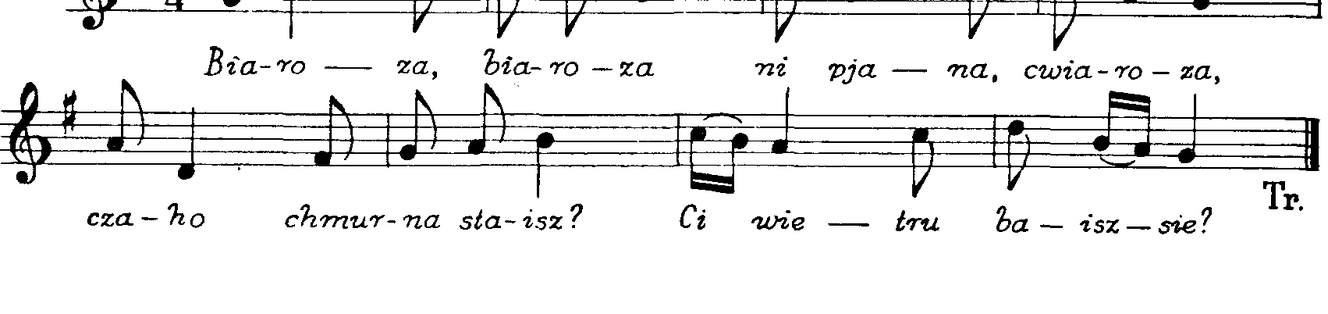 4
Bia-ro — za, bia-ro-za ni pja — na, cwia-ro-za,
cza-ho chmur-na sta-isz? Ci wie — tru ba — isz — sie?
Tr.